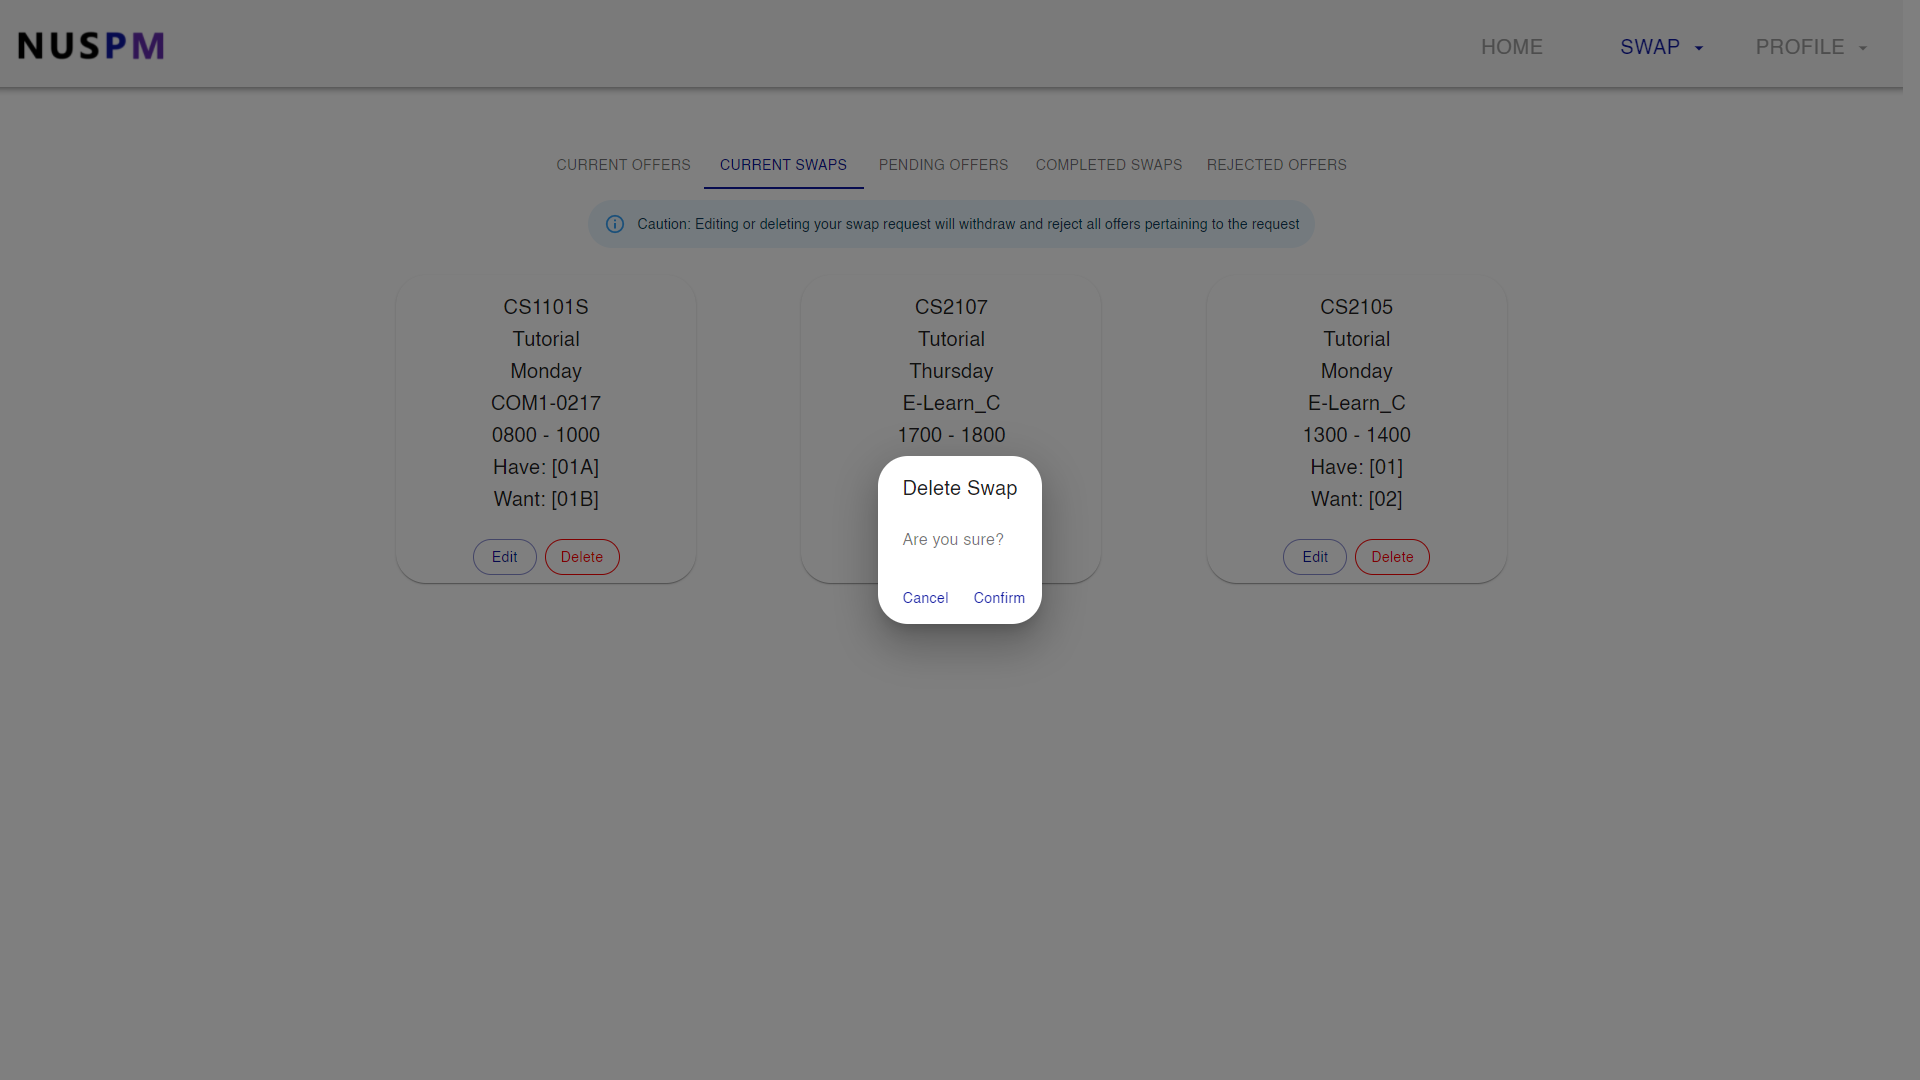 NUSPM
HOME
SWAP
PROFILE
CURRENT OFFERS
CURRENT SWAPS
PENDING OFFERS
COMPLETED SWAPS
REJECTED OFFERS
Caution: Editing or deleting your swap request will withdraw and reject all offers pertaining to the request
CS1101S
Tutorial
Monday
COM1-0217
0800 - 1000
Have: [01A]
Want: [01B]
Edit
Delete
CS2107
Tutorial
Thursday
E-Learn_C
1700 - 1800
CS2105
Tutorial
Monday
E-Learn_C
1300 - 1400
Have: [01]
Want: [02]
Edit
Delete
Delete Swap
Are you sure?
Cancel
Confirm